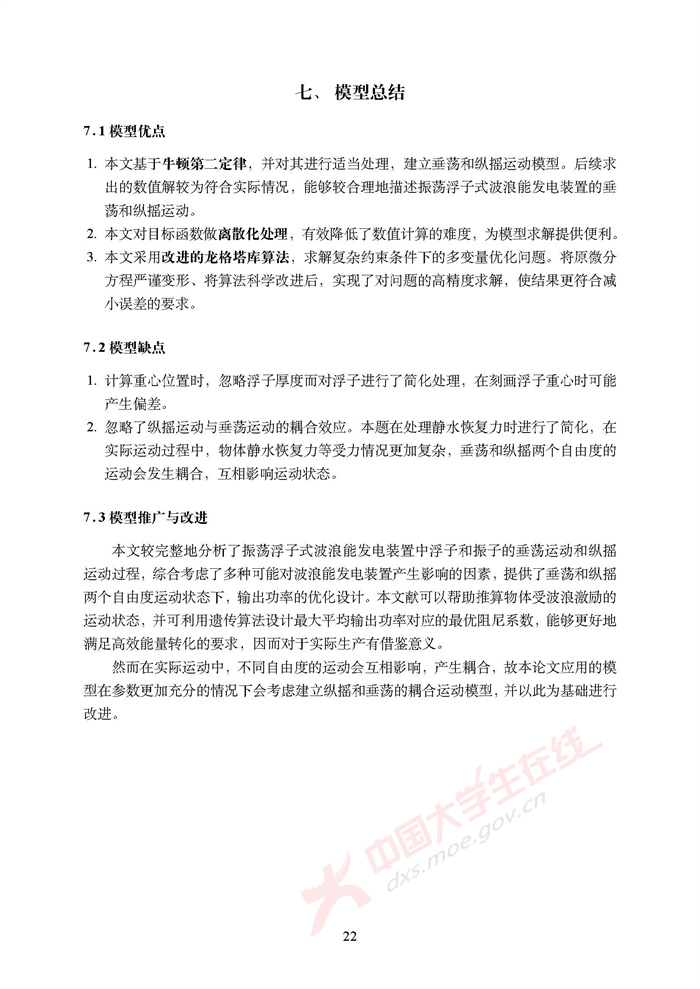 七、 模型总结
7.1 模型优点
1. 本文基于牛顿第二定律，并对其进行适当处理，建立垂荡和纵摇运动模型。后续求
出的数值解较为符合实际情况，能够较合理地描述振荡浮子式波浪能发电装置的垂
荡和纵摇运动。
2. 本文对目标函数做离散化处理，有效降低了数值计算的难度，为模型求解提供便利。
3. 本文采用改进的龙格塔库算法，求解复杂约束条件下的多变量优化问题。将原微分
方程严谨变形、将算法科学改进后，实现了对问题的高精度求解，使结果更符合减
小误差的要求。
7.2 模型缺点
1. 计算重心位置时，忽略浮子厚度而对浮子进行了简化处理，在刻画浮子重心时可能
产生偏差。
2. 忽略了纵摇运动与垂荡运动的耦合效应。本题在处理静水恢复力时进行了简化，在
实际运动过程中，物体静水恢复力等受力情况更加复杂，垂荡和纵摇两个自由度的
运动会发生耦合，互相影响运动状态。
7.3 模型推广与改进
本文较完整地分析了振荡浮子式波浪能发电装置中浮子和振子的垂荡运动和纵摇
运动过程，综合考虑了多种可能对波浪能发电装置产生影响的因素，提供了垂荡和纵摇
两个自由度运动状态下，输出功率的优化设计。本文献可以帮助推算物体受波浪激励的
运动状态，并可利用遗传算法设计最大平均输出功率对应的最优阻尼系数，能够更好地
满足高效能量转化的要求，因而对于实际生产有借鉴意义。
然而在实际运动中，不同自由度的运动会互相影响，产生耦合，故本论文应用的模
型在参数更加充分的情况下会考虑建立纵摇和垂荡的耦合运动模型，并以此为基础进行
改进。
中国大学生在线
dxs.moe.gov.cn
22